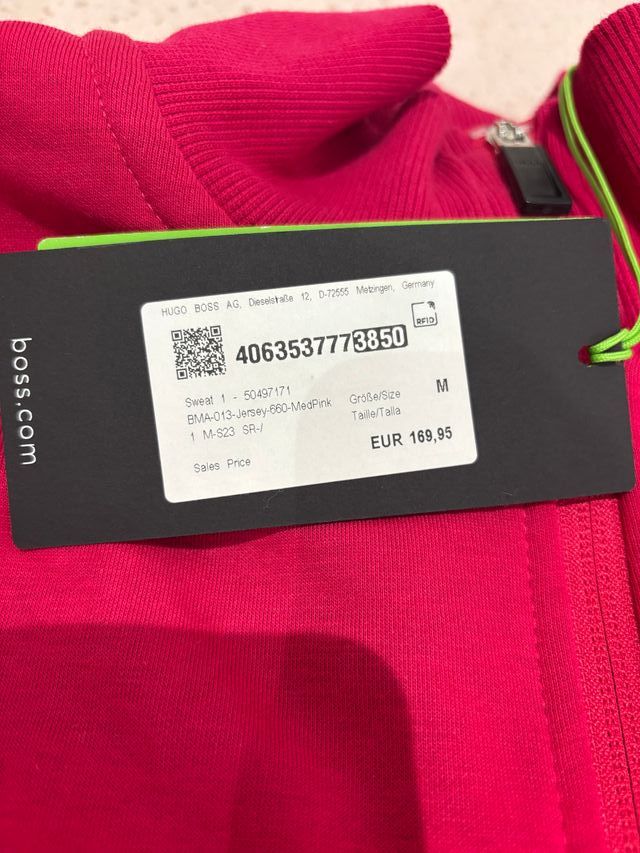 HUGO BOSS AG, Dieselstraße 12, D-72555 Metzingen, Germany
RFID
4063537773850
Sweat 1 - 50497171
BMA-013-Jersey-660-MedPink
1 M-S23 SR-/
Größe/Size M
Taille/Talla
EUR 169,95
Sales Price
boss.com